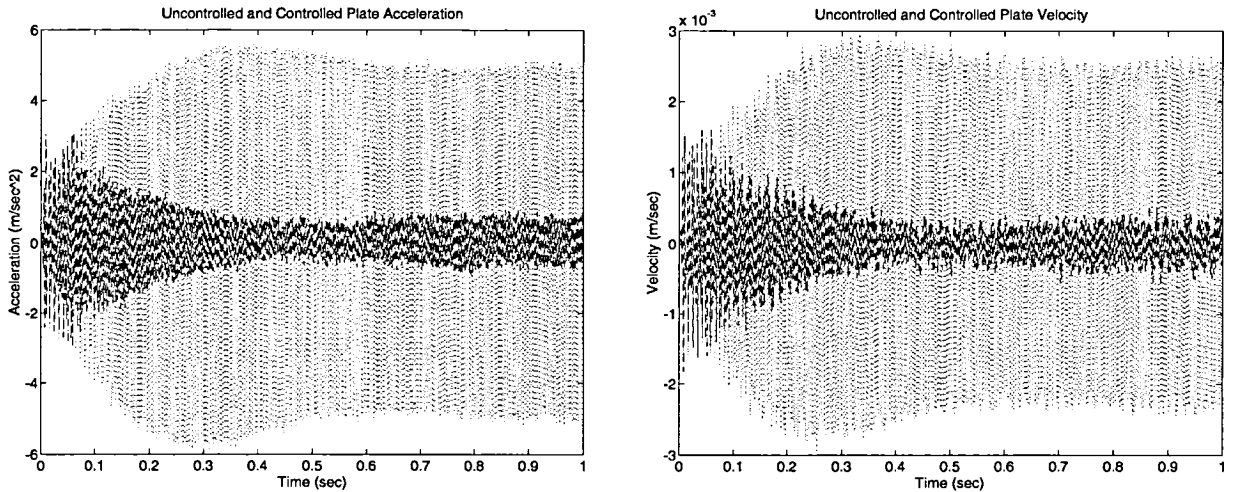 Uncontrolled and Controlled Plate Acceleration
6
4
2
0
-2
-4
-6
Acceleration (m/sec^2)
0 0.1 0.2 0.3 0.4 0.5 0.6 0.7 0.8 0.9 1
Time (sec)
Uncontrolled and Controlled Plate Velocity
x 10^-3
3
2
1
0
-1
-2
-3
Velocity (m/sec)
0 0.1 0.2 0.3 0.4 0.5 0.6 0.7 0.8 0.9 1
Time (sec)